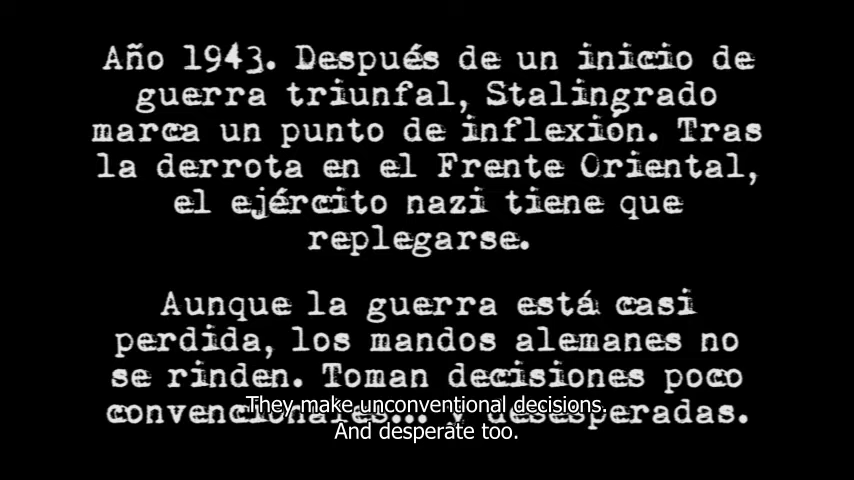 Año 1943. Después de un inicio de
guerra triunfal, Stalingrado
marca un punto de inflexión. Tras
la derrota en el Frente Oriental,
el ejército nazi tiene que
replegarse.
Aunque la guerra está casi
perdida, los mandos alemanes no
se rinden. Toman decisiones poco
convencionales... y desesperadas.
They make unconventional decisions.
And desperate too.